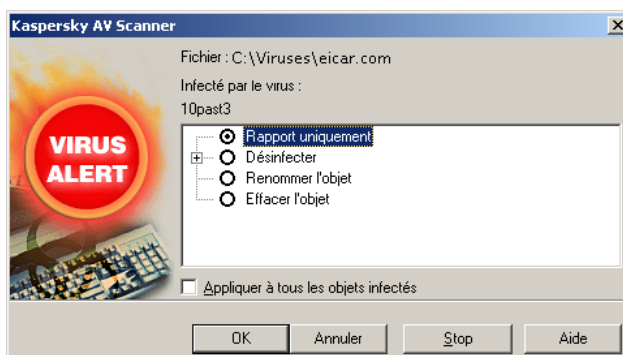 Kaspersky AV Scanner
Fichier : C:\Viruses\eicar.com
Infecté par le virus :
10past3
VIRUS
ALERT
Rapport uniquement
Désinfecter
Renommer l'objet
Effacer l'objet
Appliquer à tous les objets infectés
OK
Annuler
Stop
Aide